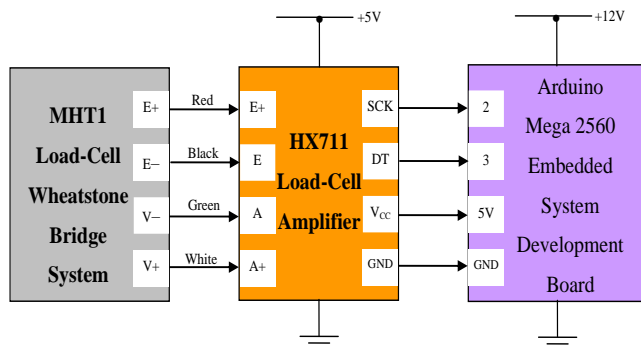 +5V
+12V
MHT1
Load-Cell
Wheatstone
Bridge
System
E+
E−
V−
V+
Red
Black
Green
White
E+
E
A
A+
HX711
Load-Cell
Amplifier
SCK
DT
VCC
GND
2
3
5V
GND
Arduino
Mega 2560
Embedded
System
Development
Board